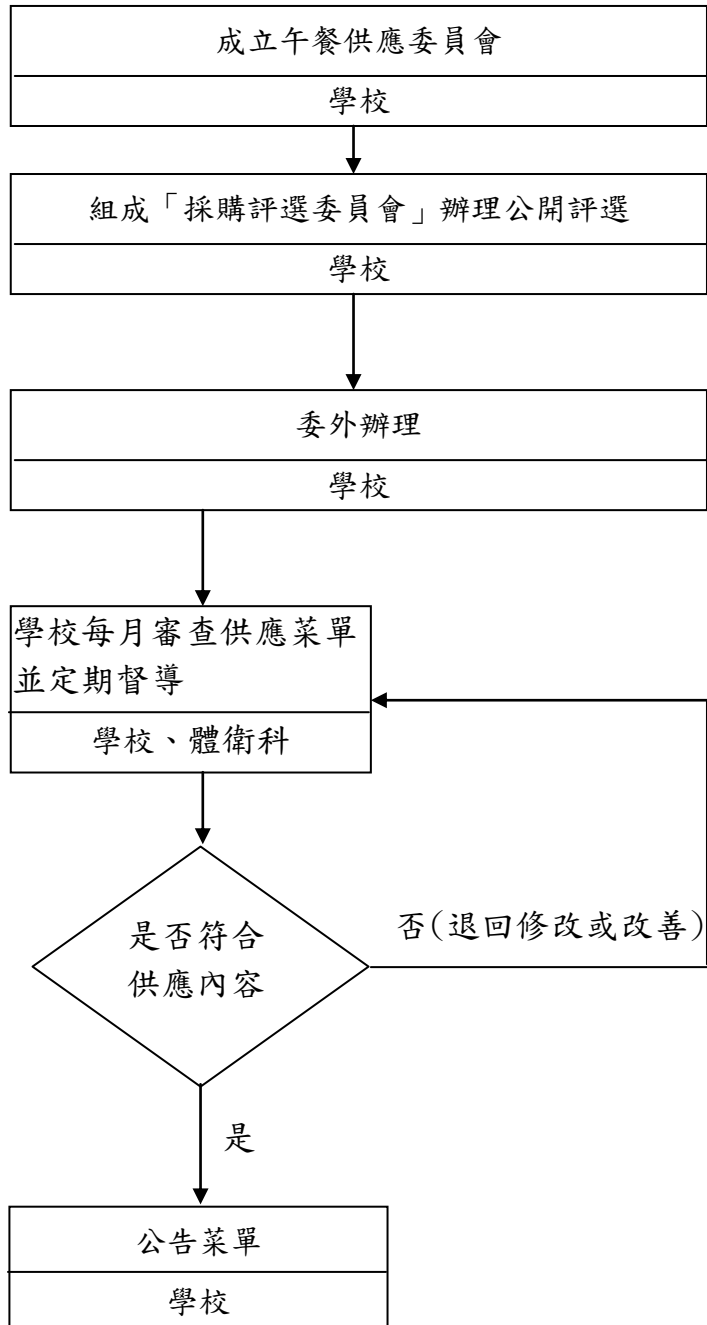 成立午餐供應委員會
學校
組成「採購評選委員會」辦理公開評選
學校
委外辦理
學校
學校每月審查供應菜單
並定期督導
學校、體衛科
是否符合
供應內容
否(退回修改或改善)
是
公告菜單
學校